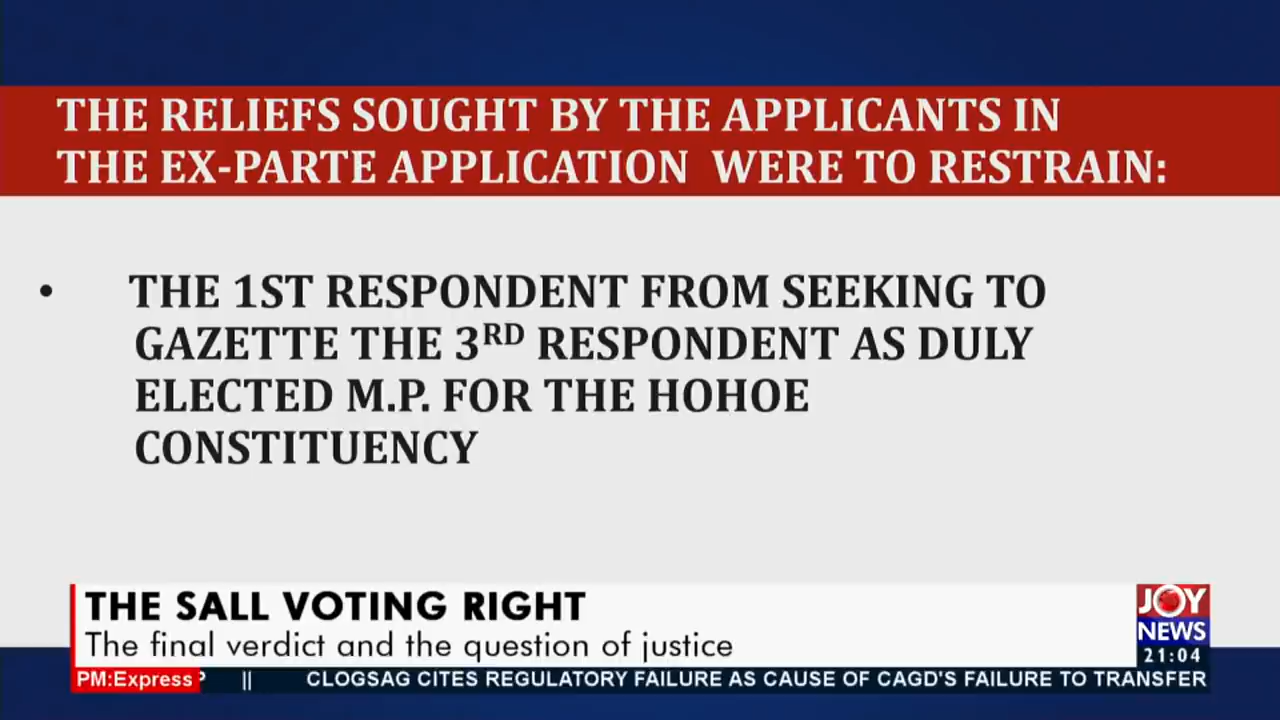 THE RELIEFS SOUGHT BY THE APPLICANTS IN
THE EX-PARTE APPLICATION WERE TO RESTRAIN:
• THE 1ST RESPONDENT FROM SEEKING TO
GAZETTE THE 3RD RESPONDENT AS DULY
ELECTED M.P. FOR THE HOHOE
CONSTITUENCY
THE SALL VOTING RIGHT
The final verdict and the question of justice
JOY
NEWS
21:04
PM:Express || CLOGSAG CITES REGULATORY FAILURE AS CAUSE OF CAGD'S FAILURE TO TRANSFER